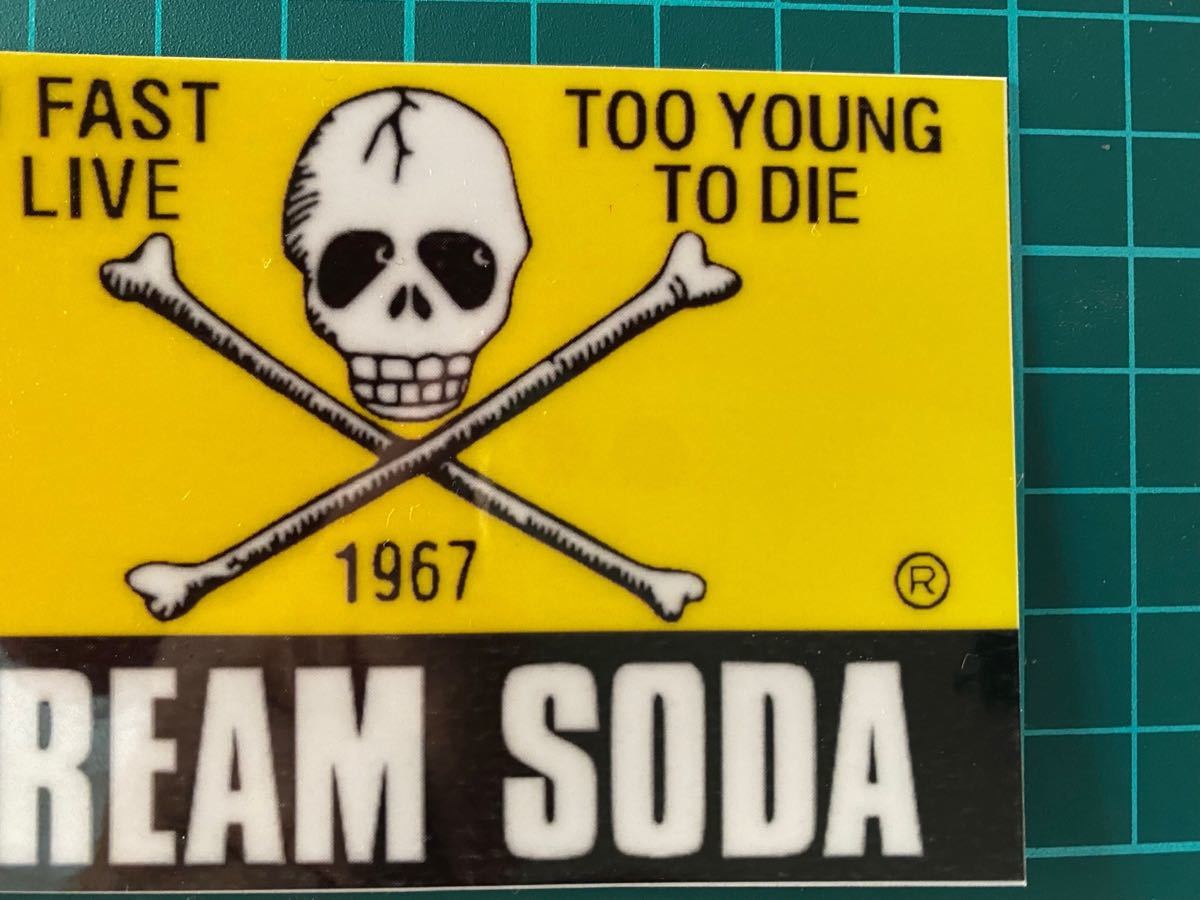 FAST
LIVE
TOO YOUNG
TO DIE
1967
®
REAM SODA